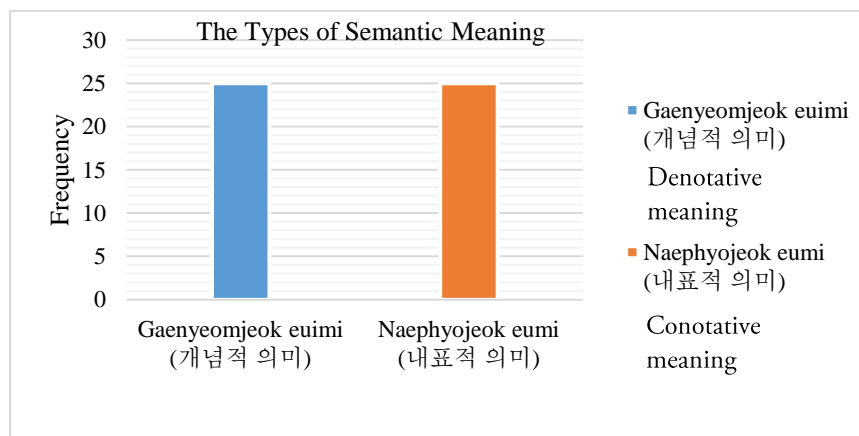 The Types of Semantic Meaning
30
25
20
15
10
5
0
Frequency
Gaenyeomjeok euimi
(개념적 의미)
Naephyojeok eumi
(내표적 의미)
Gaenyeomjeok euimi
(개념적 의미)
Denotative
meaning
Naephyojeok eumi
(내표적 의미)
Conotative
meaning